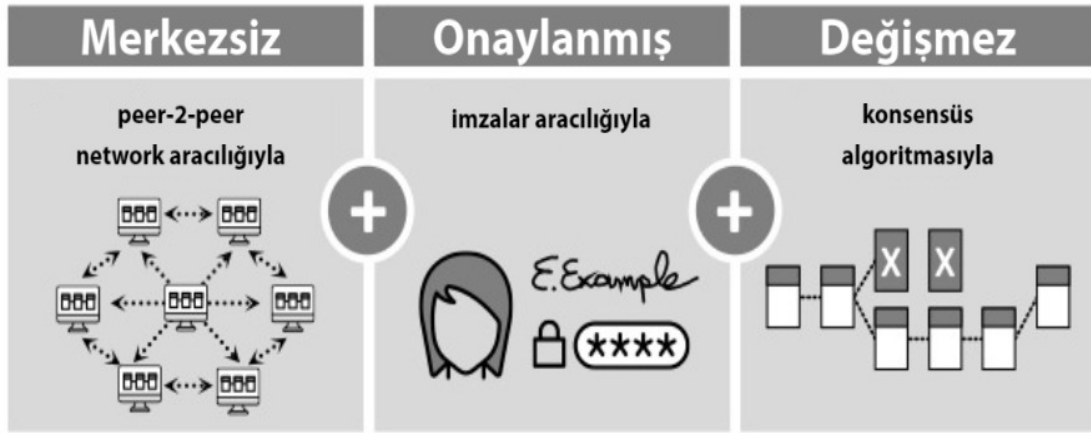 Merkezsiz
peer-2-peer
network aracılığıyla
+
Onaylanmış
imzalar aracılığıyla
E.Example
****
+
Değişmez
konsensüs
algoritmasıyla
X X